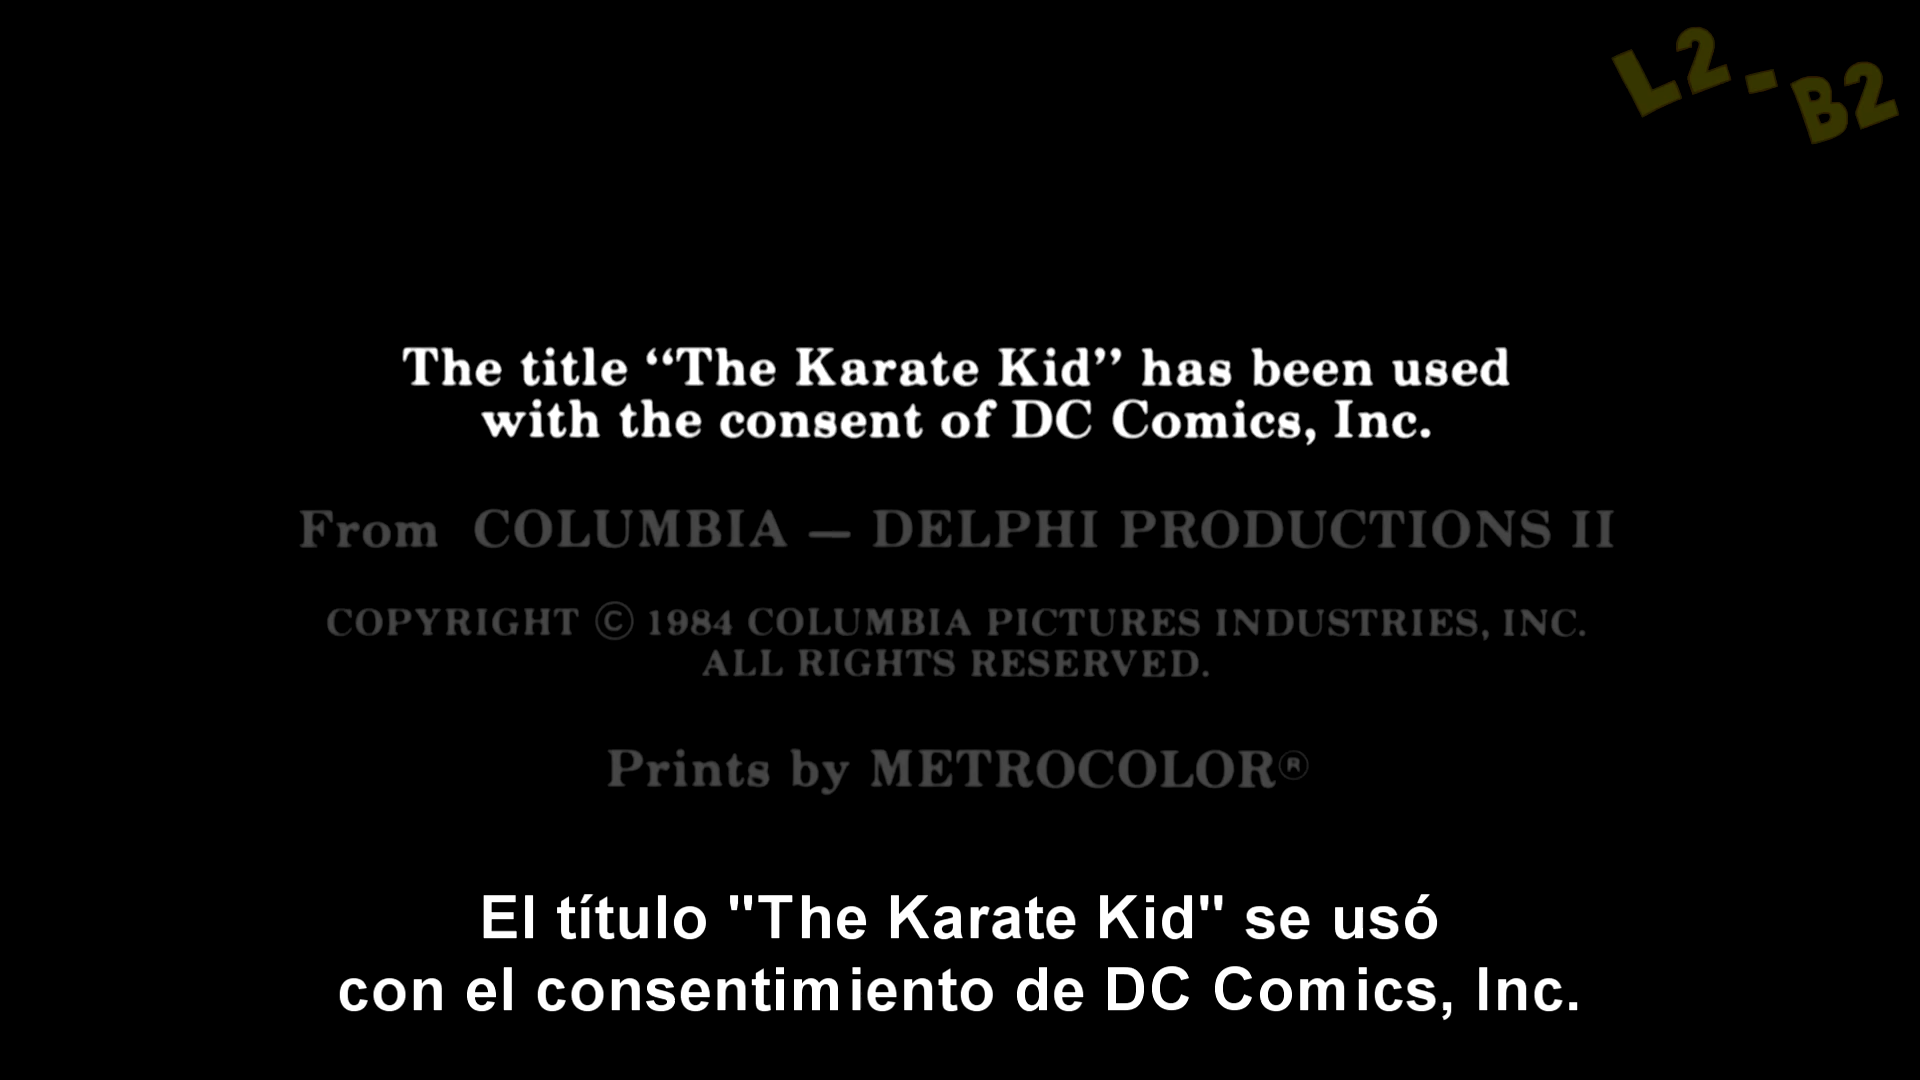 L2-B2
The title “The Karate Kid” has been used
with the consent of DC Comics, Inc.
From COLUMBIA — DELPHI PRODUCTIONS II
COPYRIGHT © 1984 COLUMBIA PICTURES INDUSTRIES, INC.
ALL RIGHTS RESERVED.
Prints by METROCOLOR®
El título "The Karate Kid" se usó
con el consentimiento de DC Comics, Inc.